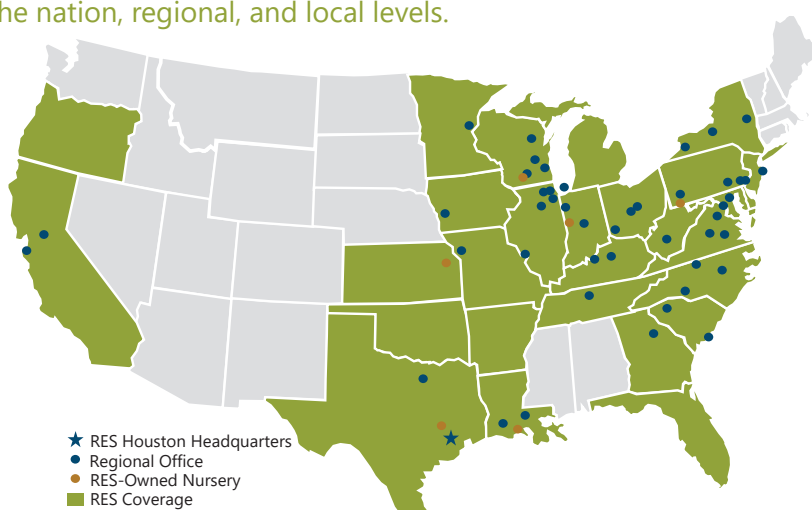 he nation, regional, and local levels.
RES Houston Headquarters
Regional Office
RES-Owned Nursery
RES Coverage